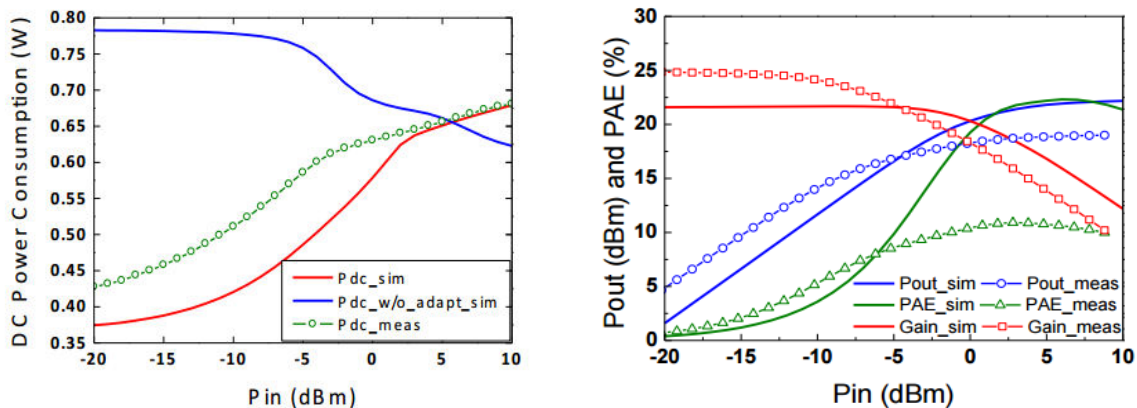 DC Power Consumption (W)
0.80
0.75
0.70
0.65
0.60
0.55
0.50
0.45
0.40
0.35
Pdc_sim
Pdc_w/o_adapt_sim
Pdc_meas
-20
-15
-10
-5
0
5
10
Pin (dBm)
Pout (dBm) and PAE (%)
30
25
20
15
10
5
0
Pout_sim
Pout_meas
PAE_sim
PAE_meas
Gain_sim
Gain_meas
-20
-15
-10
-5
0
5
10
Pin (dBm)